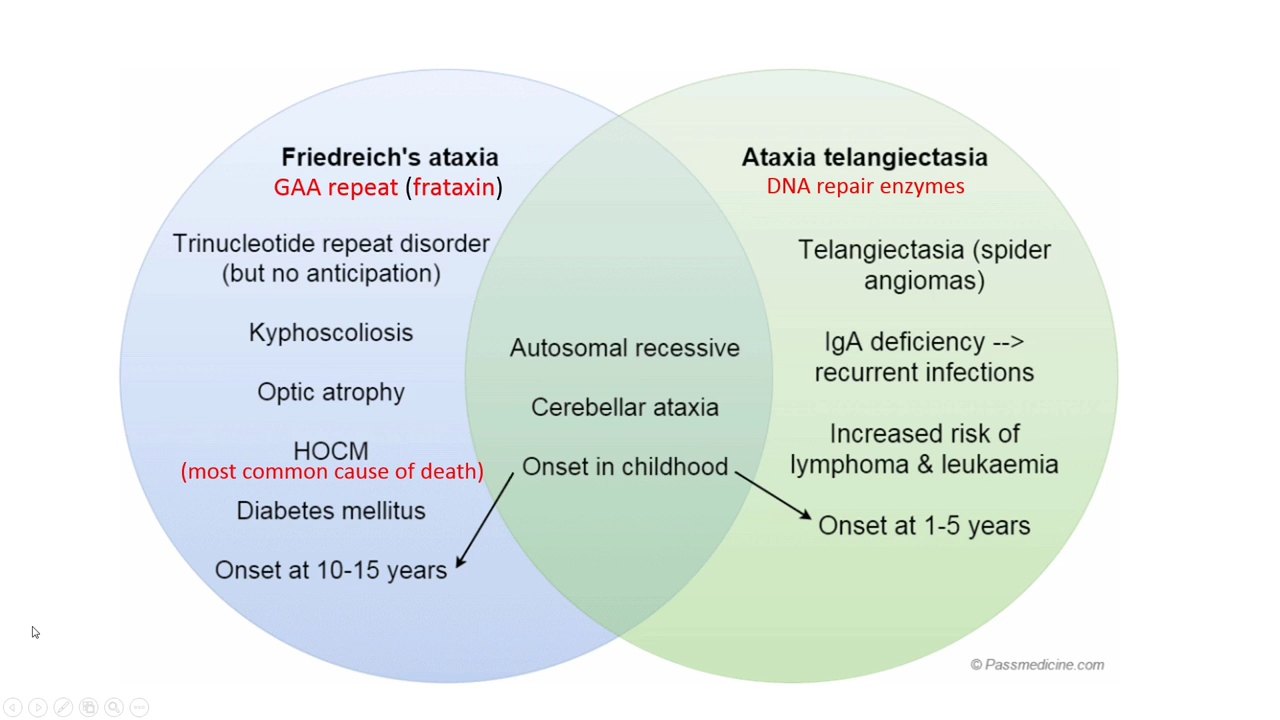 Friedreich's ataxia
GAA repeat (frataxin)
Trinucleotide repeat disorder
(but no anticipation)
Kyphoscoliosis
Optic atrophy
HOCM
(most common cause of death)
Diabetes mellitus
Onset at 10-15 years
Autosomal recessive
Cerebellar ataxia
Onset in childhood
Ataxia telangiectasia
DNA repair enzymes
Telangiectasia (spider
angiomas)
IgA deficiency -->
recurrent infections
Increased risk of
lymphoma & leukaemia
Onset at 1-5 years
© Passmedicine.com